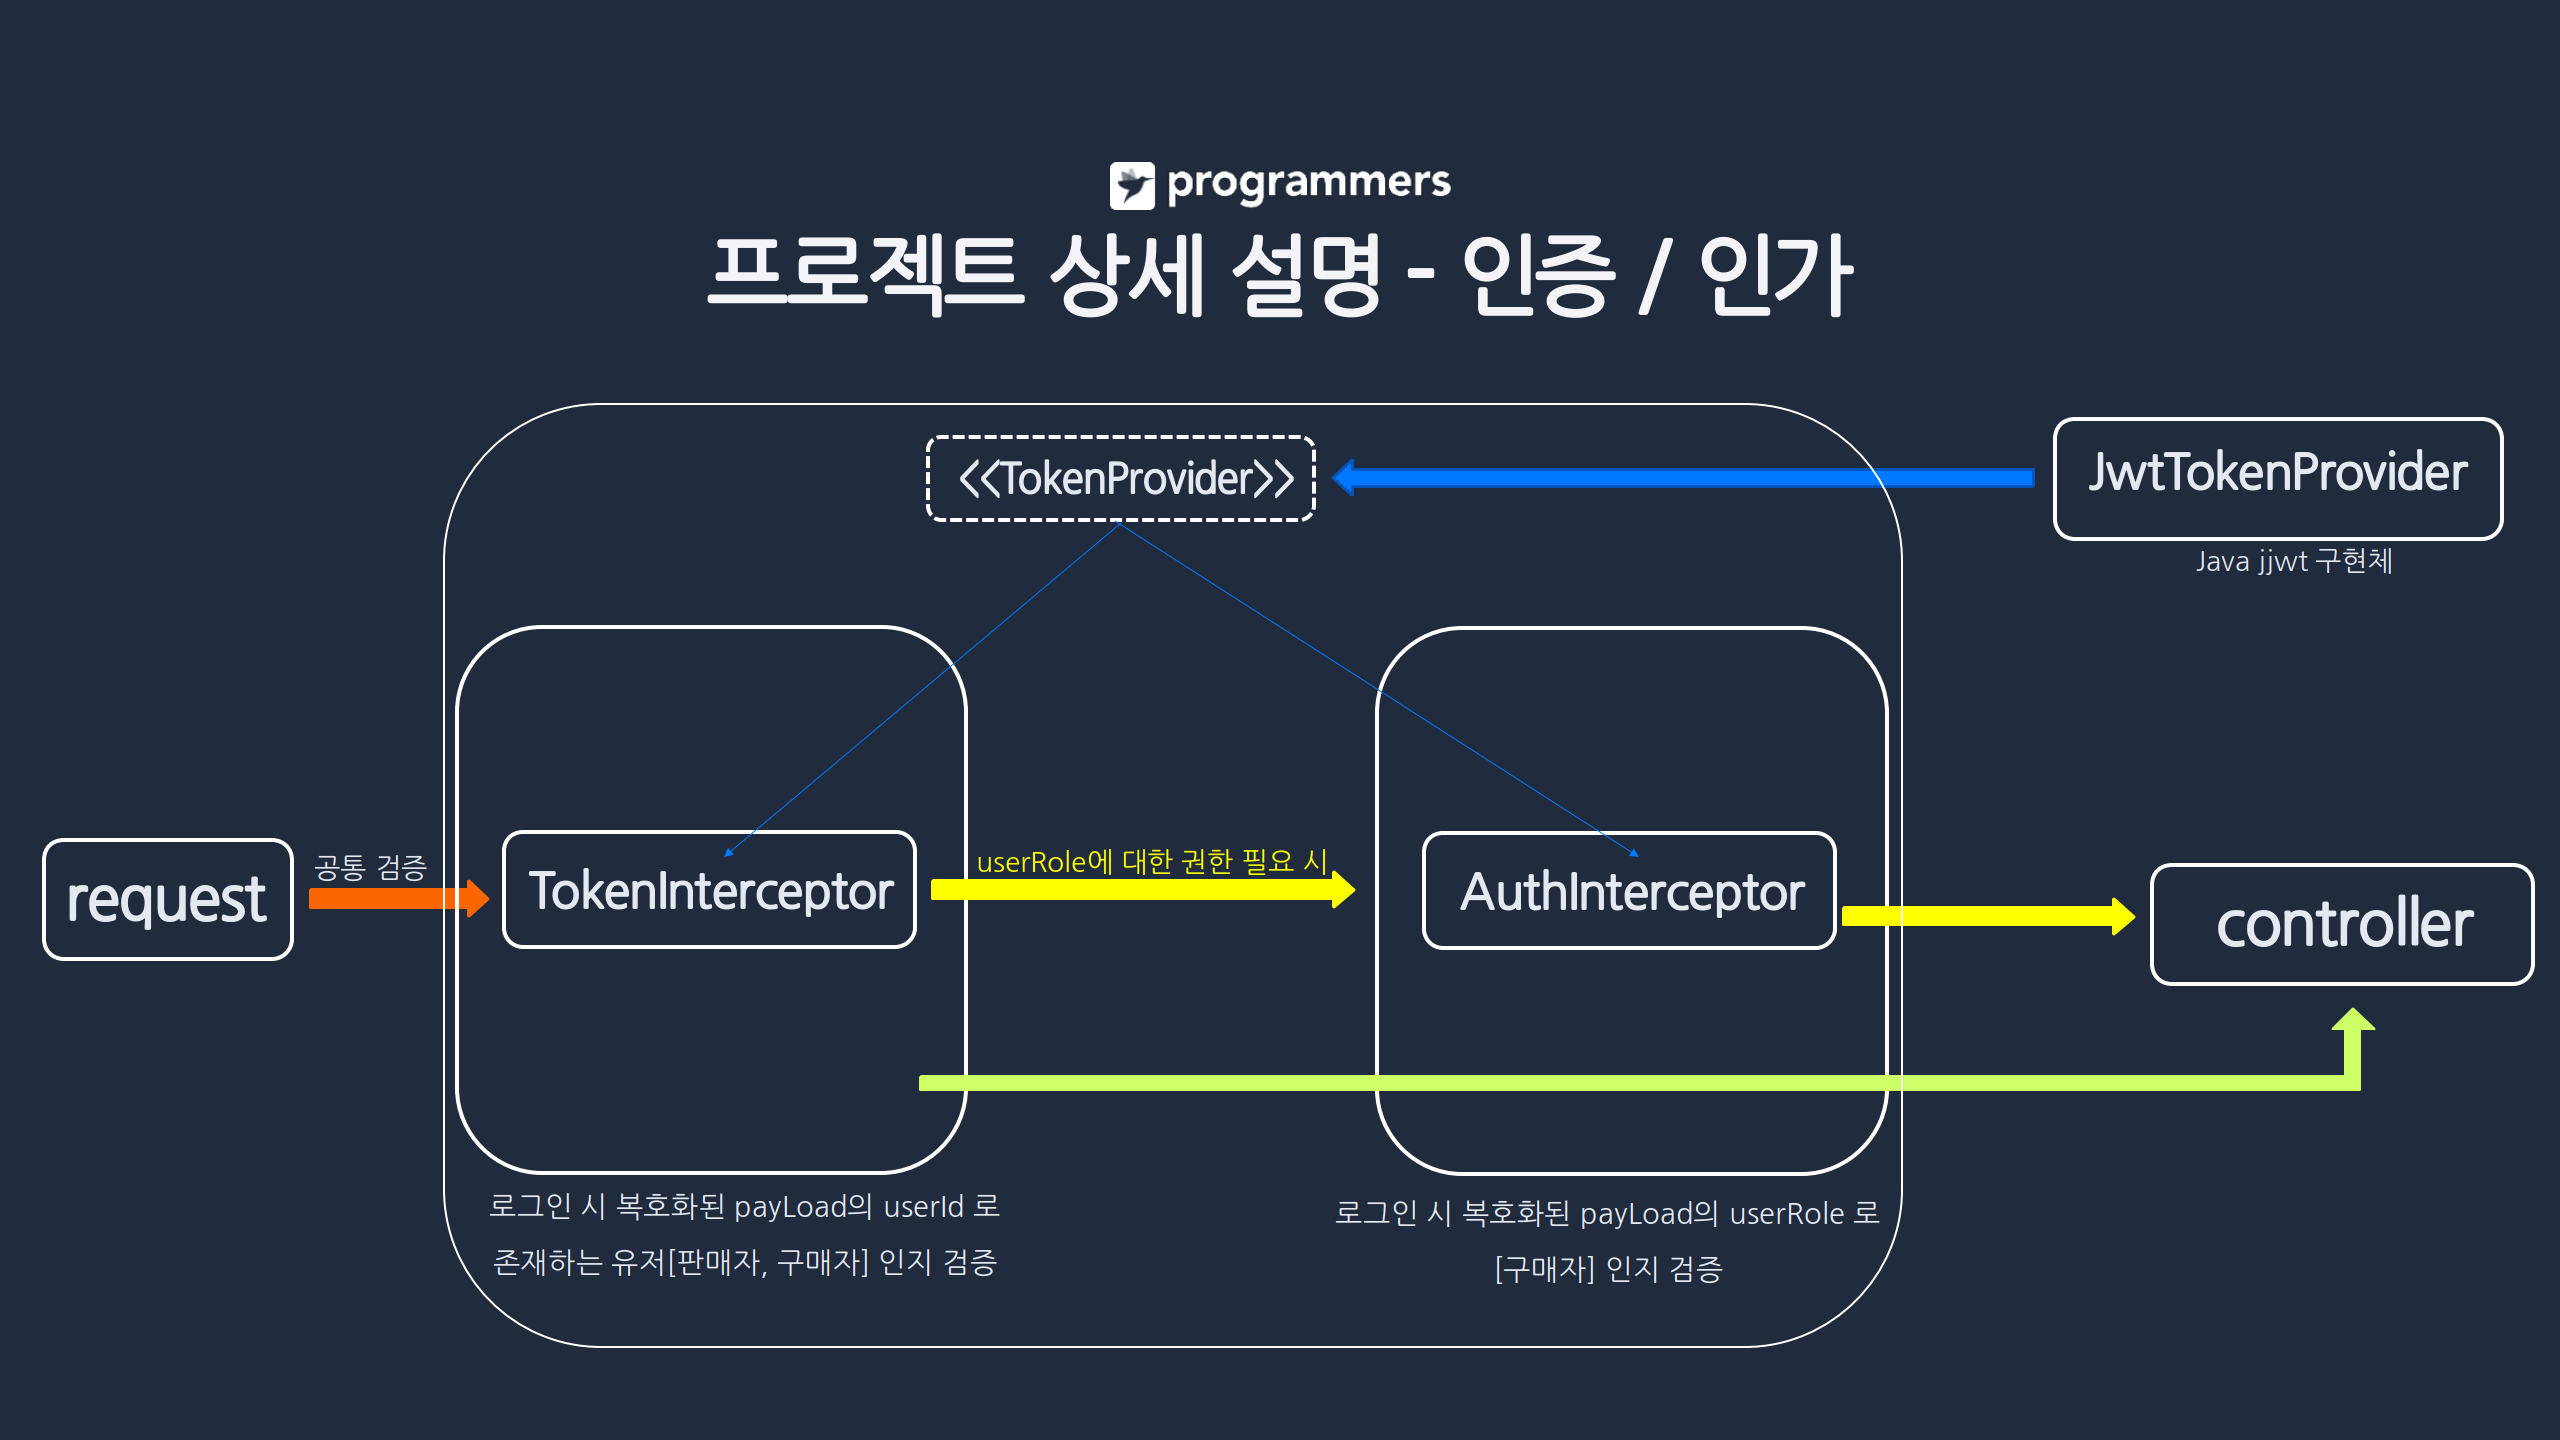 programmers
프로젝트 상세 설명 - 인증 / 인가
<<TokenProvider>>
JwtTokenProvider
Java jjwt 구현체
request
공통 검증
TokenInterceptor
userRole에 대한 권한 필요 시
AuthInterceptor
controller
로그인 시 복호화된 payLoad의 userId 로
존재하는 유저[판매자, 구매자] 인지 검증
로그인 시 복호화된 payLoad의 userRole 로
[구매자] 인지 검증